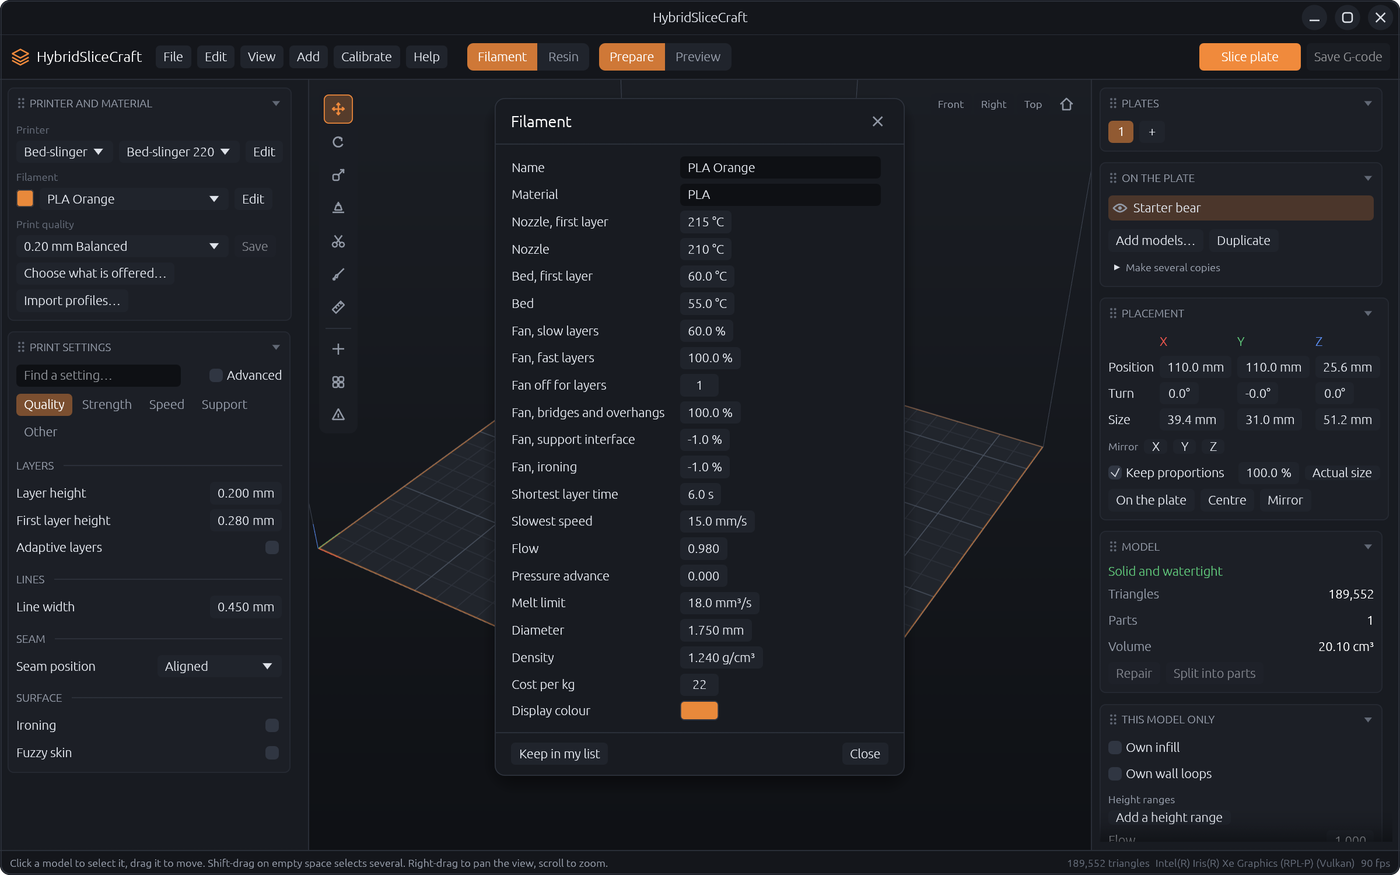 HybridSliceCraft
HybridSliceCraft File Edit View Add Calibrate Help Filament Resin Prepare Preview Slice plate Save G-code
PRINTER AND MATERIAL
Printer
Bed-slinger Bed-slinger 220 Edit
Filament
PLA Orange Edit
Print quality
0.20 mm Balanced Save
Choose what is offered...
Import profiles...
PRINT SETTINGS
Find a setting... Advanced
Quality Strength Speed Support
Other
LAYERS
Layer height 0.200 mm
First layer height 0.280 mm
Adaptive layers
LINES
Line width 0.450 mm
SEAM
Seam position Aligned
SURFACE
Ironing
Fuzzy skin
Filament
Name PLA Orange
Material PLA
Nozzle, first layer 215 °C
Nozzle 210 °C
Bed, first layer 60.0 °C
Bed 55.0 °C
Fan, slow layers 60.0 %
Fan, fast layers 100.0 %
Fan off for layers 1
Fan, bridges and overhangs 100.0 %
Fan, support interface -1.0 %
Fan, ironing -1.0 %
Shortest layer time 6.0 s
Slowest speed 15.0 mm/s
Flow 0.980
Pressure advance 0.000
Melt limit 18.0 mm³/s
Diameter 1.750 mm
Density 1.240 g/cm³
Cost per kg 22
Display colour
Keep in my list Close
Front Right Top
PLATES
1 +
ON THE PLATE
Starter bear
Add models... Duplicate
Make several copies
PLACEMENT
X Y Z
Position 110.0 mm 110.0 mm 25.6 mm
Turn 0.0° -0.0° 0.0°
Size 39.4 mm 31.0 mm 51.2 mm
Mirror X Y Z
Keep proportions 100.0 % Actual size
On the plate Centre Mirror
MODEL
Solid and watertight
Triangles 189,552
Parts 1
Volume 20.10 cm³
Repair Split into parts
THIS MODEL ONLY
Own infill
Own wall loops
Height ranges
Add a height range
Flow 1.000
Click a model to select it, drag it to move. Shift-drag on empty space selects several. Right-drag to pan the view, scroll to zoom.
189,552 triangles Intel(R) Iris(R) Xe Graphics (RPL-P) (Vulkan) 90 fps